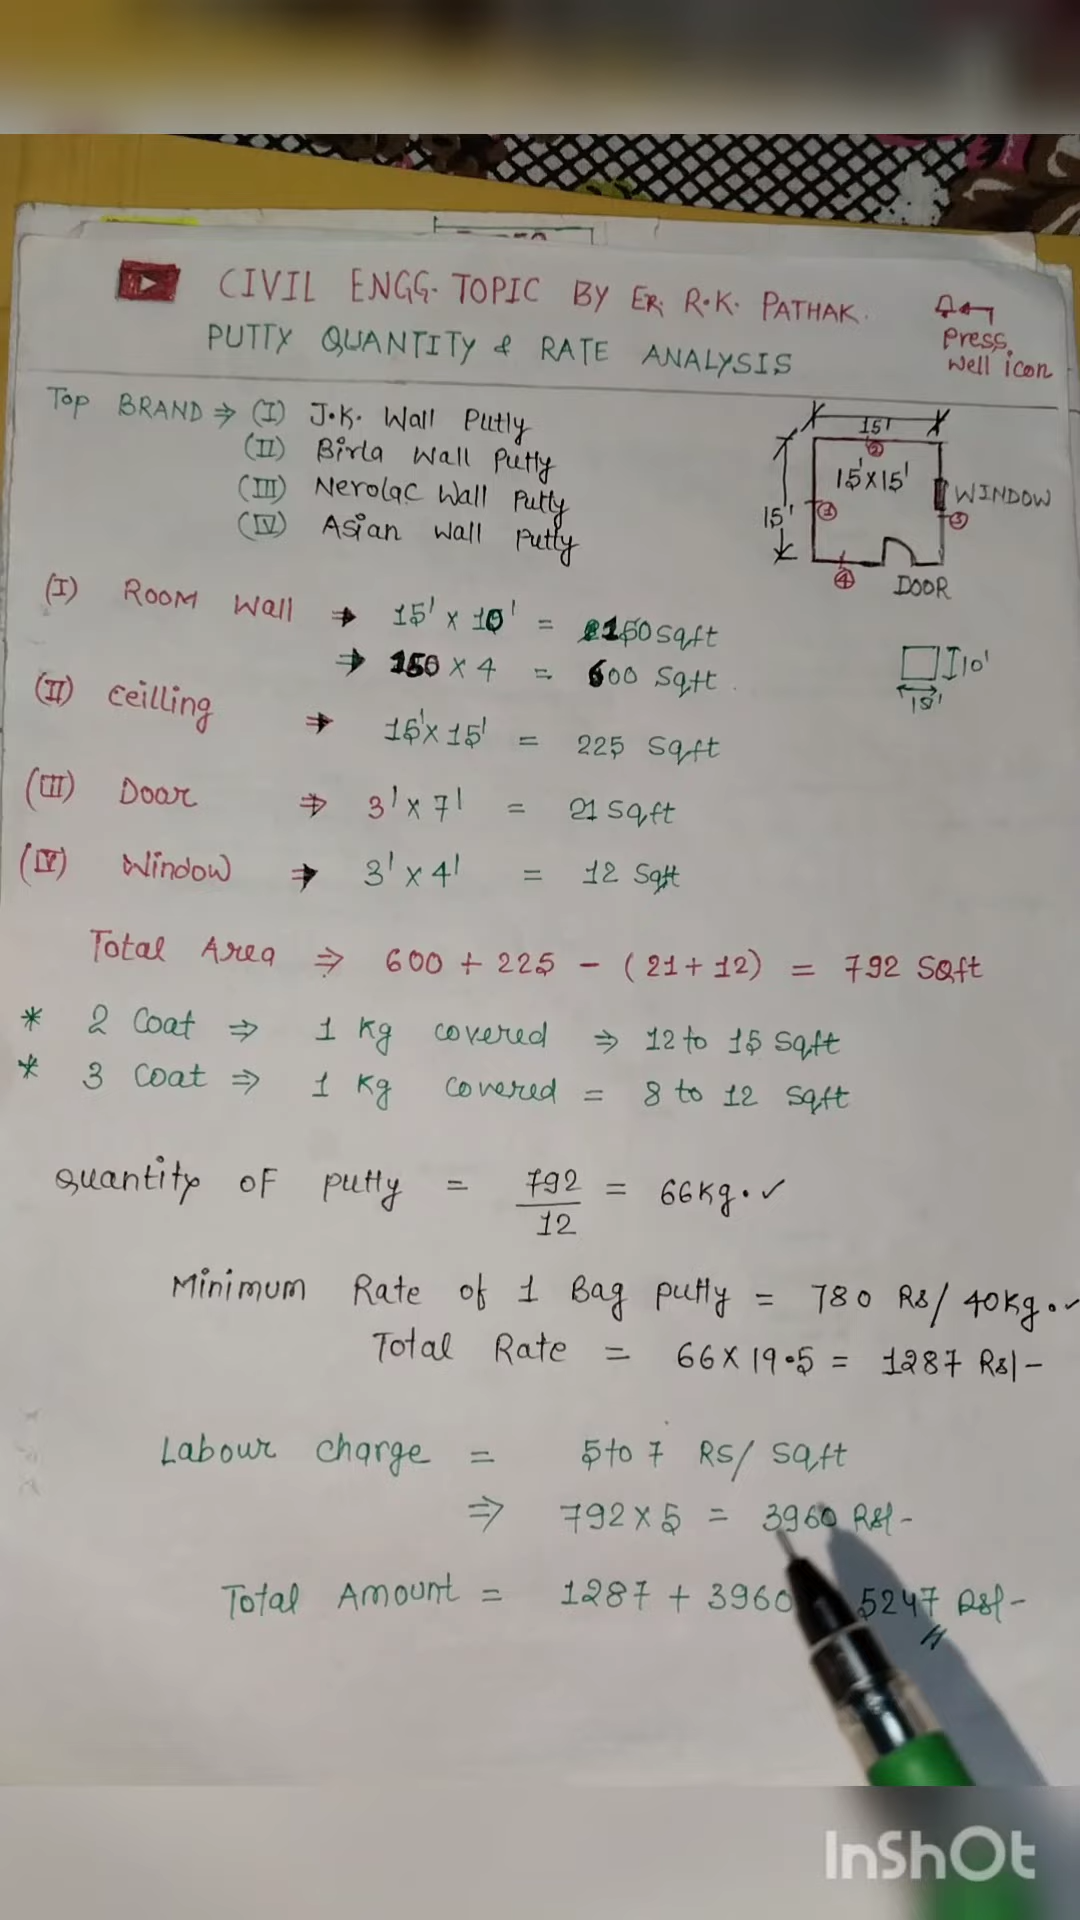 CIVIL ENGG. TOPIC BY ER. R.K. PATHAK.
PUTTY QUANTITY & RATE ANALYSIS
Press
well icon
Top BRAND ⇒ (I) J.K. Wall Putty
(II) Birla Wall Putty
(III) Nerolac Wall Putty
(IV) Asian Wall Putty
15'
2
15'x15'
WINDOW
15'
1
3
4
DOOR
(I) ROOM Wall → 15' x 10' = 150 Sqft
⇒ 150 x 4 = 600 Sqft.
10'
15'
(II) Ceilling ⇒ 15' x 15' = 225 Sqft
(III) Doar ⇒ 3' x 7' = 21 Sqft
(IV) Window → 3' x 4' = 12 Sqft
Total Area ⇒ 600 + 225 - (21 + 12) = 792 SQft
* 2 Coat ⇒ 1 Kg covered ⇒ 12 to 15 Sqft
* 3 Coat ⇒ 1 Kg covered = 8 to 12 Sqft
Quantity OF putty = 792/12 = 66Kg. ✓
Minimum Rate of 1 Bag putty = 780 Rs/ 40Kg. ✓
Total Rate = 66 x 19.5 = 1287 Rs/-
Labour charge = 5 to 7 RS/ Sqft
⇒ 792 x 5 = 3960 Rs/-
Total Amount = 1287 + 3960 5247 Rs/-
InShOt